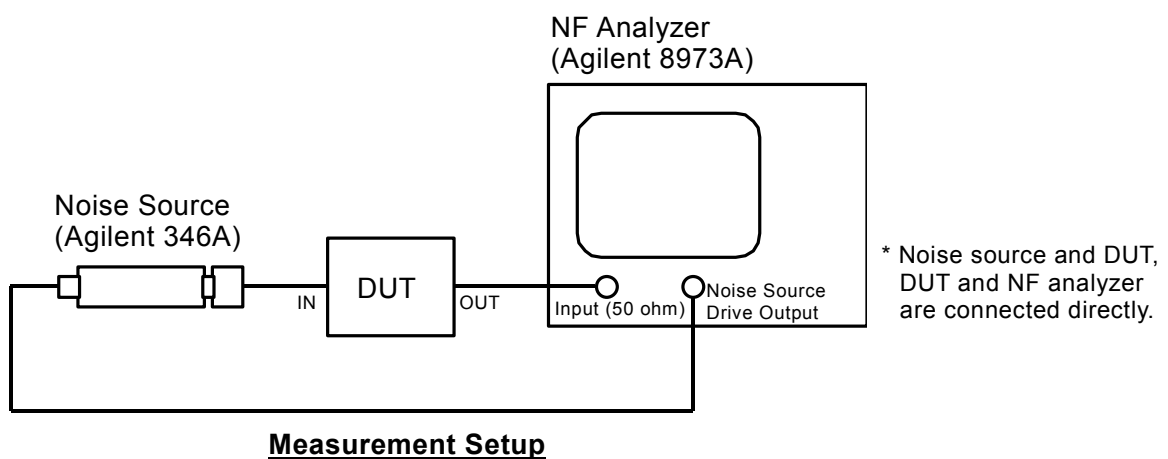 NF Analyzer
(Agilent 8973A)
Noise Source
(Agilent 346A)
IN
DUT
OUT
Input (50 ohm)
Noise Source
Drive Output
* Noise source and DUT,
DUT and NF analyzer
are connected directly.
Measurement Setup